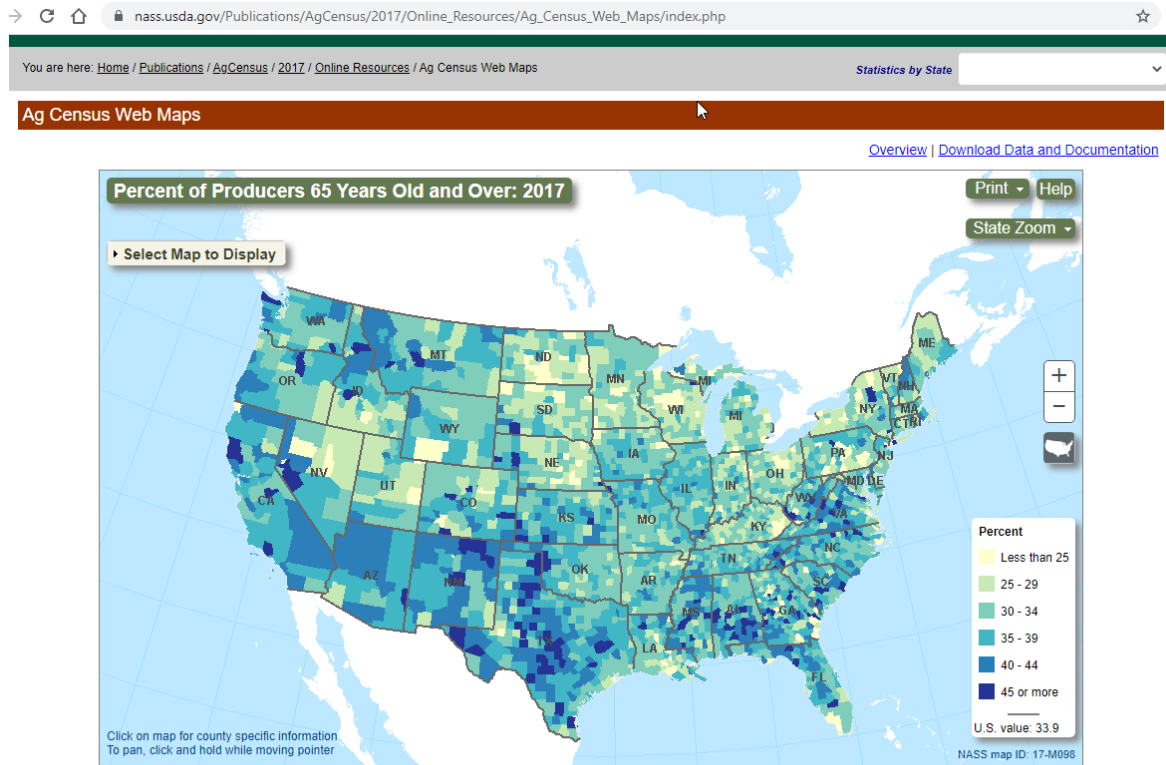 nass.usda.gov/Publications/AgCensus/2017/Online_Resources/Ag_Census_Web_Maps/index.php
You are here: Home / Publications / AgCensus / 2017 / Online Resources / Ag Census Web Maps
Statistics by State
Ag Census Web Maps
Overview | Download Data and Documentation
Percent of Producers 65 Years Old and Over: 2017
Print
Help
State Zoom
Select Map to Display
WA
MT
ND
MN
ME
OR
ID
SD
WI
MI
MI
VT
NH
NY
MA
CT
RI
WY
NE
IA
PA
NJ
NV
UT
CO
IL
IN
OH
MD
DE
CA
KS
MO
WV
VA
KY
AZ
NM
OK
AR
TN
NC
SC
TX
LA
MS
AL
GA
FL
+
−
Percent
Less than 25
25 - 29
30 - 34
35 - 39
40 - 44
45 or more
U.S. value: 33.9
Click on map for county specific information
To pan, click and hold while moving pointer
NASS map ID: 17-M098